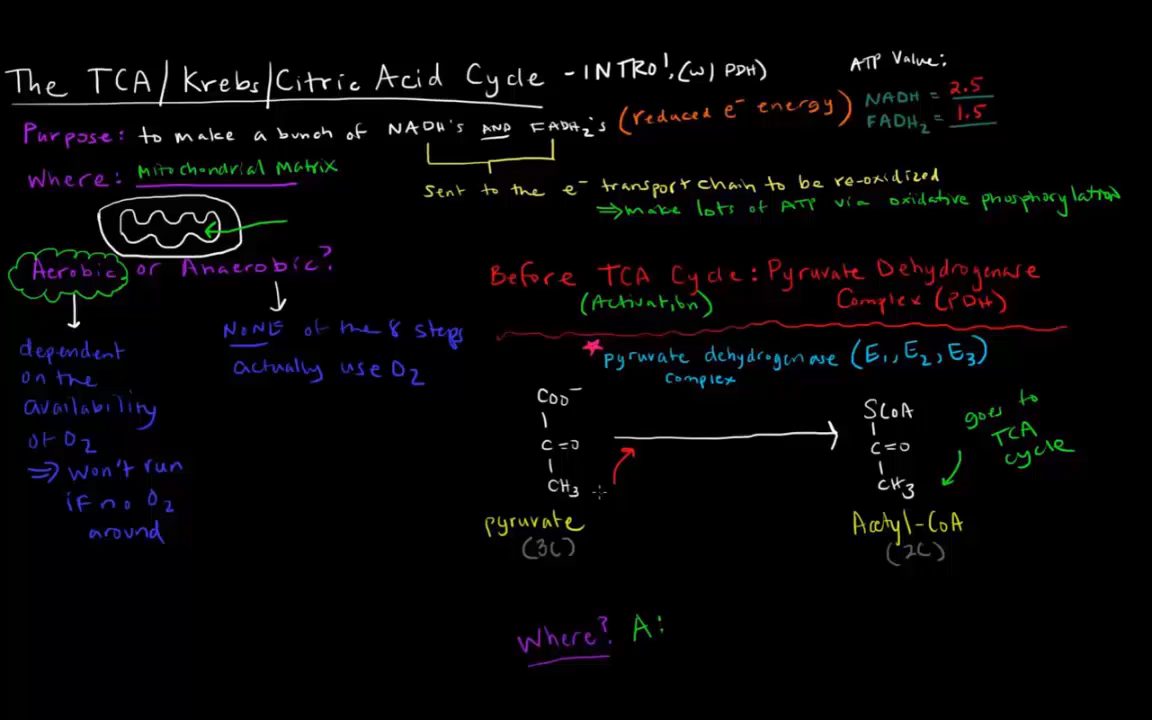 The TCA/Krebs/Citric Acid Cycle - INTRO! (w/ PDH)
ATP Value:
NADH = 2.5
FADH2 = 1.5
Purpose: to make a bunch of NADH's AND FADH2's (reduced e- energy)
Where: Mitochondrial Matrix
Sent to the e- transport chain to be re-oxidized
⇒ make lots of ATP via oxidative phosphorylation
Aerobic or Anaerobic?
dependent
on the
availability
of O2
⇒ won't run
if no O2
around
NONE of the 8 steps
actually use O2
Before TCA Cycle: Pyruvate Dehydrogenase
(Activation)
Complex (PDH)
pyruvate dehydrogenase (E1, E2, E3)
complex
COO-
C=O
CH3
pyruvate
(3C)
SCoA
C=O
CH3
Acetyl-CoA
(2C)
goes to
TCA
cycle
Where? A: